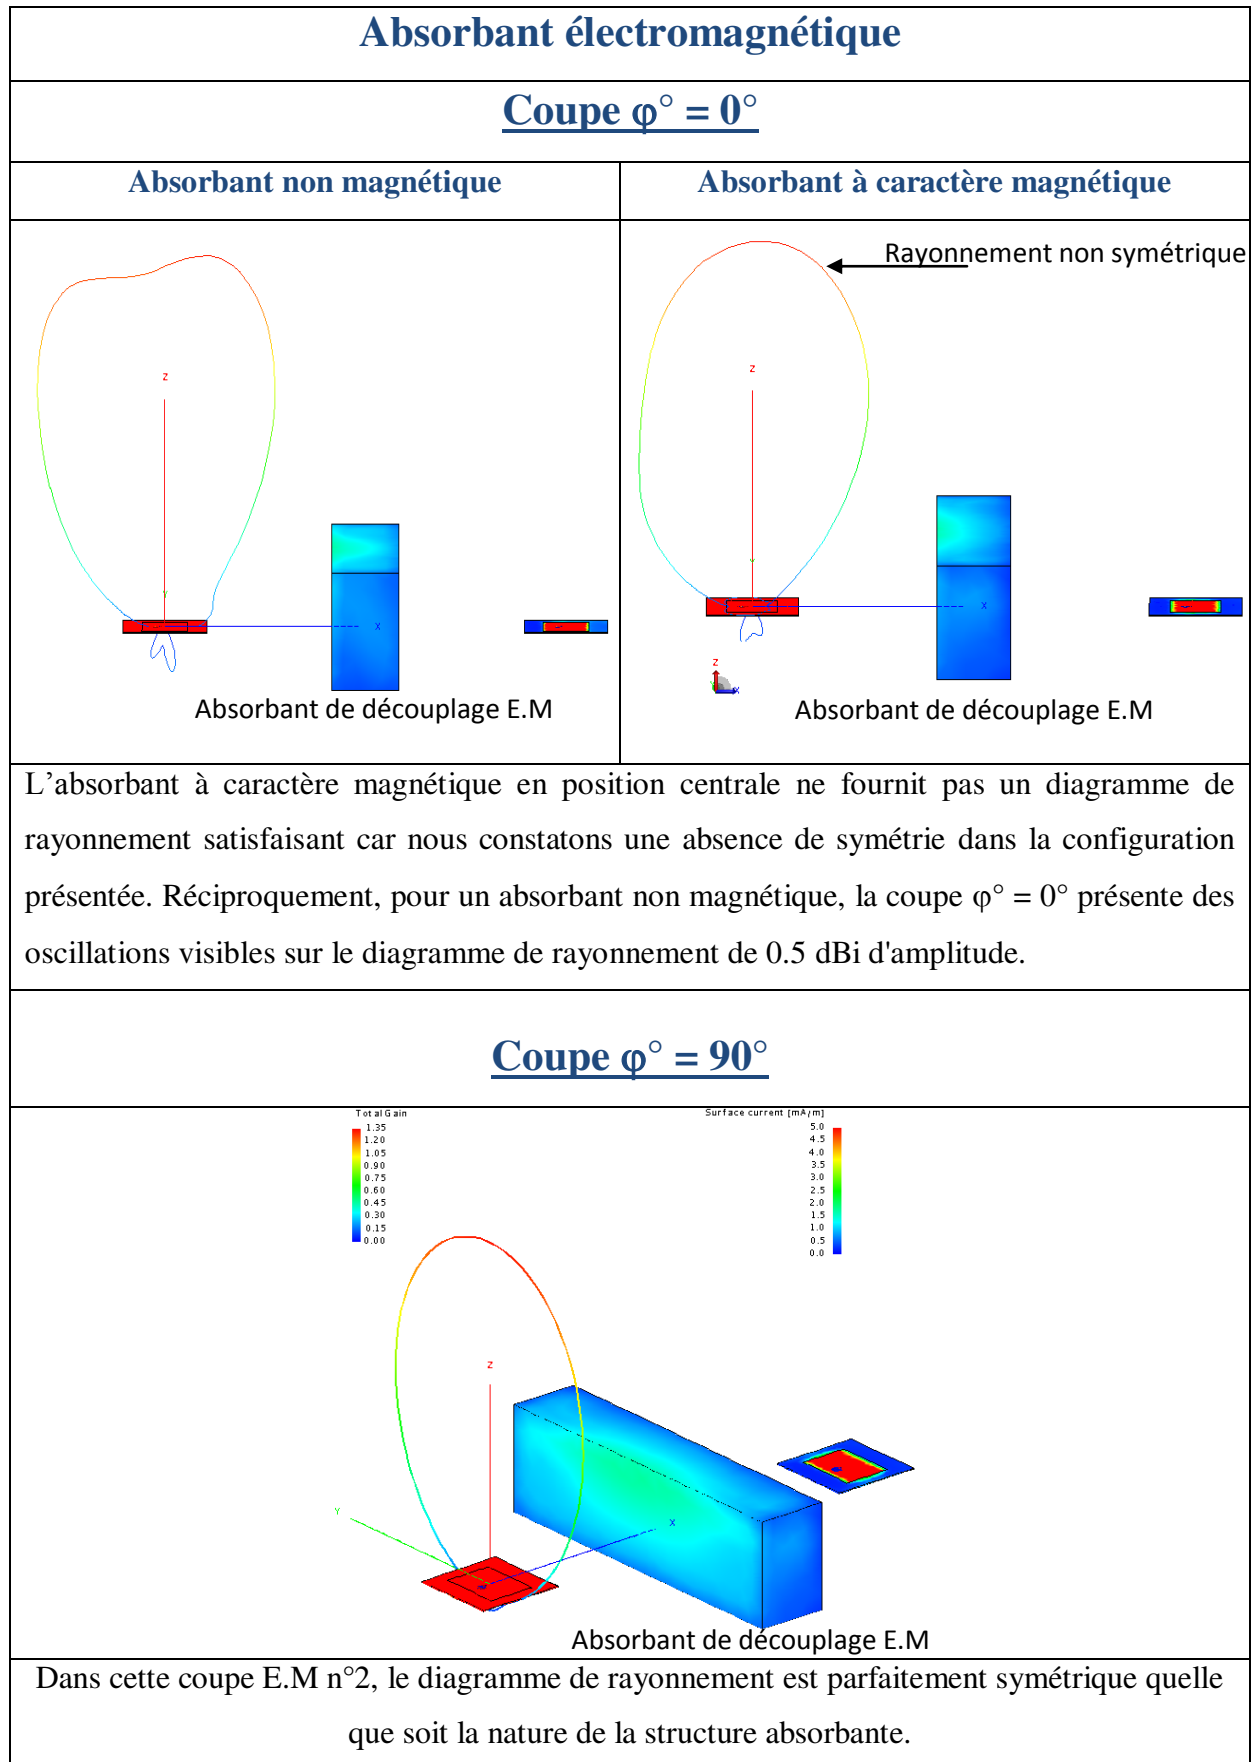 Absorbant électromagnétique
Coupe φ° = 0°
Absorbant non magnétique
Absorbant à caractère magnétique
Z
X
Absorbant de découplage E.M
Rayonnement non symétrique
Z
X
Z
Absorbant de découplage E.M
L'absorbant à caractère magnétique en position centrale ne fournit pas un diagramme de
rayonnement satisfaisant car nous constatons une absence de symétrie dans la configuration
présentée. Réciproquement, pour un absorbant non magnétique, la coupe φ° = 0° présente des
oscillations visibles sur le diagramme de rayonnement de 0.5 dBi d'amplitude.
Coupe φ° = 90°
Total Gain
1.35
1.20
1.05
0.90
0.75
0.60
0.45
0.30
0.15
0.00
Surface current [mA/m]
5.0
4.5
4.0
3.5
3.0
2.5
2.0
1.5
1.0
0.5
0.0
Z
Y
X
Absorbant de découplage E.M
Dans cette coupe E.M n°2, le diagramme de rayonnement est parfaitement symétrique quelle
que soit la nature de la structure absorbante.